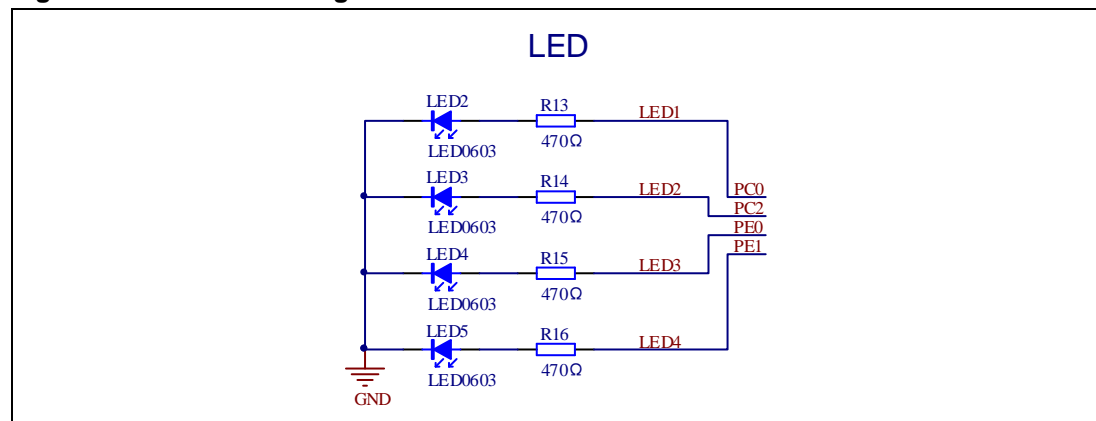 LED
LED2 R13 LED1
LED0603 470Ω
LED3 R14 LED2 PC0
LED0603 470Ω PC2
PE0
LED4 R15 LED3 PE1
LED0603 470Ω
LED5 R16 LED4
LED0603 470Ω
GND